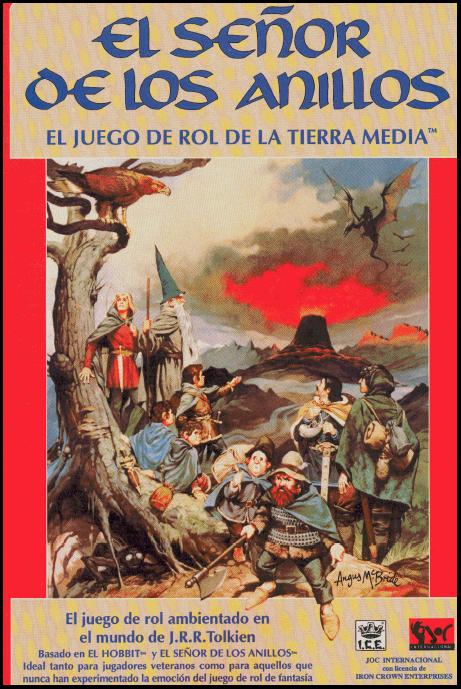 EL SEÑOR
DE LOS ANILLOS
EL JUEGO DE ROL DE LA TIERRA MEDIA™
Angus McBride
El juego de rol ambientado en
el mundo de J.R.R.Tolkien
Basado en EL HOBBIT™ y EL SEÑOR DE LOS ANILLOS™
Ideal tanto para jugadores veteranos como para aquellos que
nunca han experimentado la emoción del juego de rol de fantasía
I.C.E.
joc
INTERNACIONAL
JOC INTERNACIONAL
con licencia de
IRON CROWN ENTERPRISES